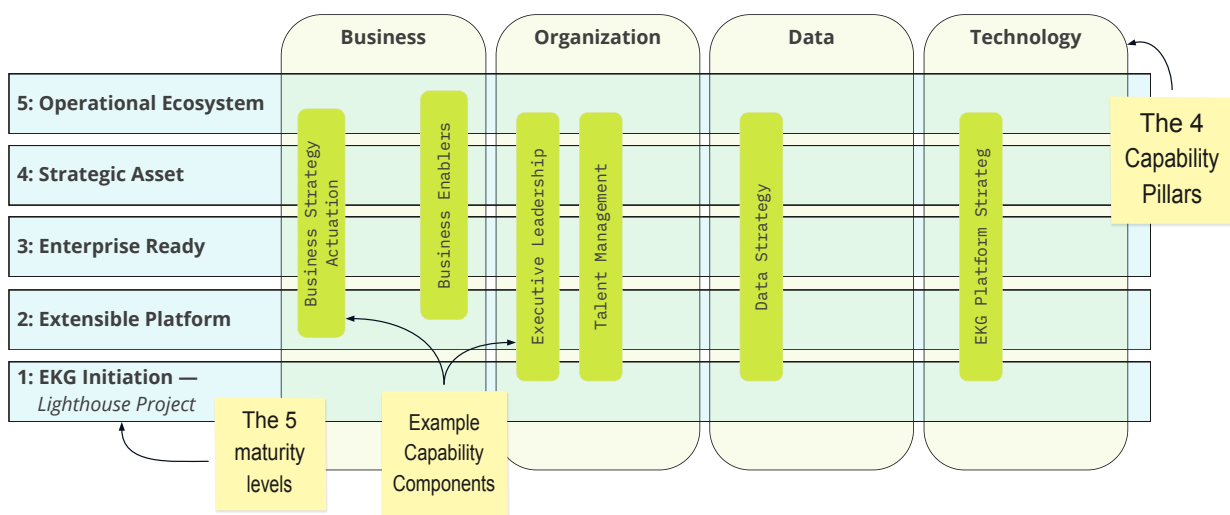 Business
Organization
Data
Technology
5: Operational Ecosystem
4: Strategic Asset
3: Enterprise Ready
2: Extensible Platform
1: EKG Initiation —
Lighthouse Project
Business Strategy
Actuation
Business Enablers
Executive Leadership
Talent Management
Data Strategy
EKG Platform Strateg
The 4
Capability
Pillars
The 5
maturity
levels
Example
Capability
Components